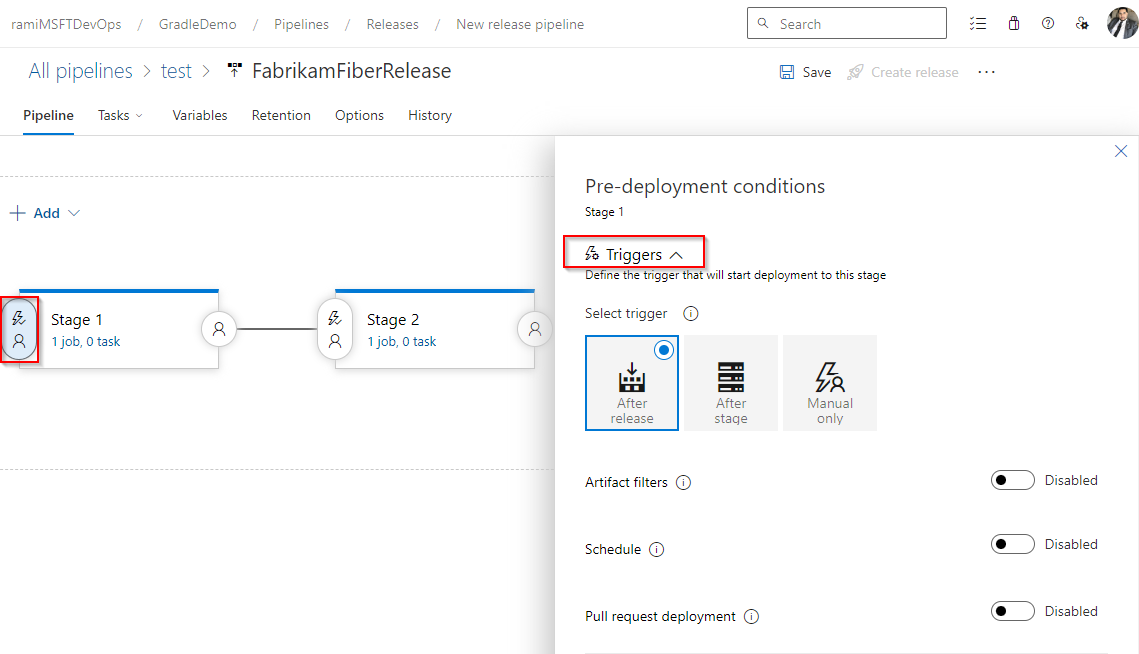 ramiMSFTDevOps / GradleDemo / Pipelines / Releases / New release pipeline
Search
All pipelines > test > FabrikamFiberRelease
Save
Create release
...
Pipeline Tasks Variables Retention Options History
Pre-deployment conditions
Stage 1
Add
Triggers
Define the trigger that will start deployment to this stage
Stage 1
1 job, 0 task
Stage 2
1 job, 0 task
Select trigger
After
release
After
stage
Manual
only
Artifact filters
Disabled
Schedule
Disabled
Pull request deployment
Disabled